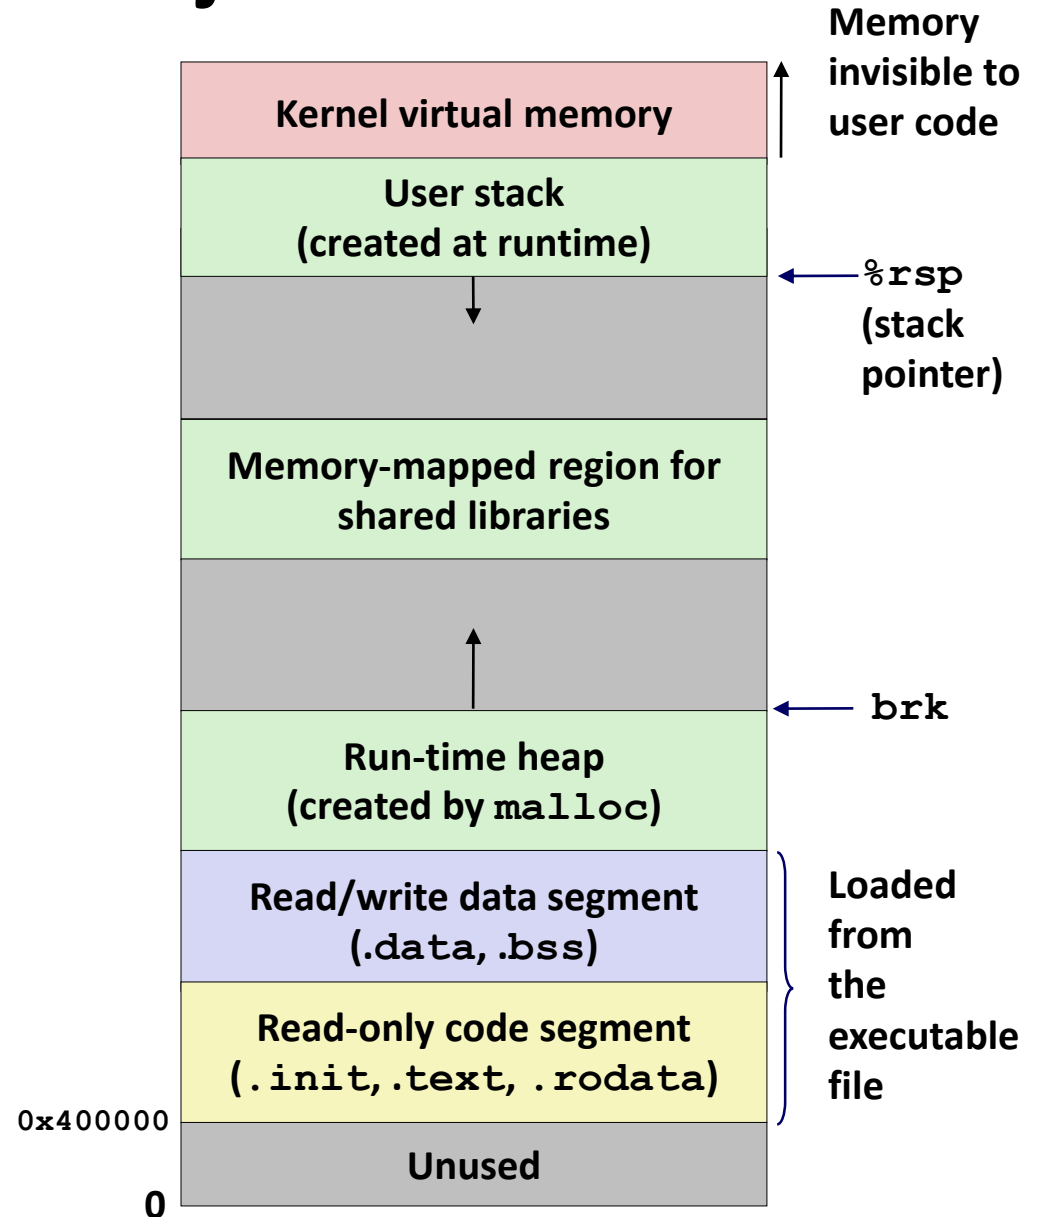 Memory
invisible to
user code
Kernel virtual memory
User stack
(created at runtime)
%rsp
(stack
pointer)
Memory-mapped region for
shared libraries
brk
Run-time heap
(created by malloc)
Read/write data segment
(.data, .bss)
Loaded
from
the
executable
file
Read-only code segment
(.init, .text, .rodata)
0x400000
Unused
0